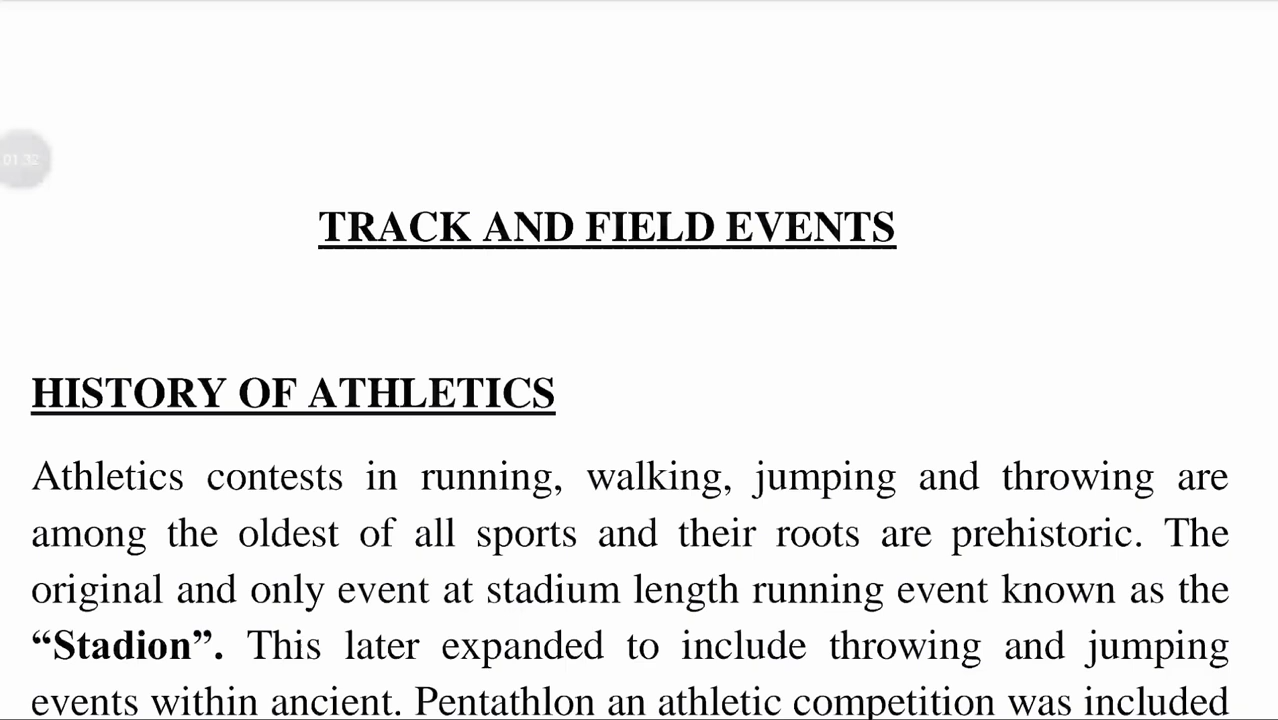 01:32
TRACK AND FIELD EVENTS
HISTORY OF ATHLETICS
Athletics contests in running, walking, jumping and throwing are
among the oldest of all sports and their roots are prehistoric. The
original and only event at stadium length running event known as the
“Stadion”. This later expanded to include throwing and jumping
events within ancient. Pentathlon an athletic competition was included